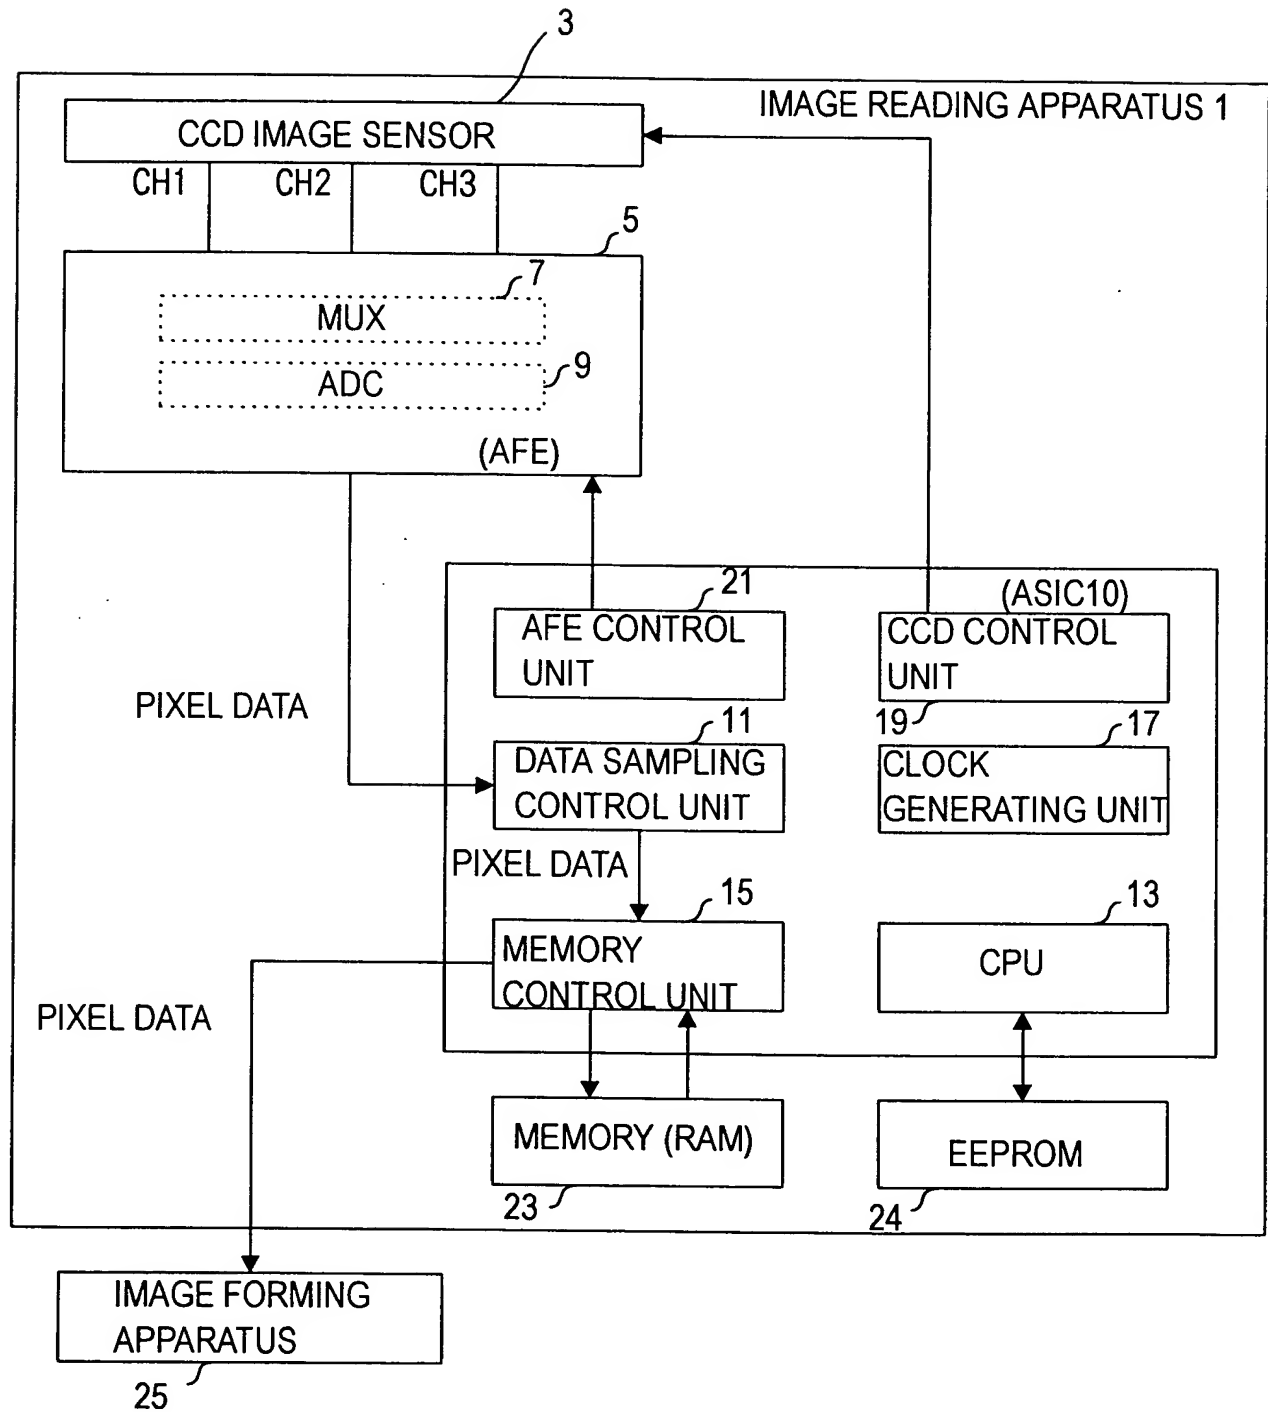 3
IMAGE READING APPARATUS 1
CCD IMAGE SENSOR
CH1
CH2
CH3
5
7
MUX
9
ADC
(AFE)
21
(ASIC10)
AFE CONTROL
UNIT
CCD CONTROL
UNIT
19
PIXEL DATA
11
17
DATA SAMPLING
CONTROL UNIT
CLOCK
GENERATING UNIT
PIXEL DATA
15
13
MEMORY
CONTROL UNIT
CPU
PIXEL DATA
MEMORY (RAM)
23
EEPROM
24
IMAGE FORMING
APPARATUS
25